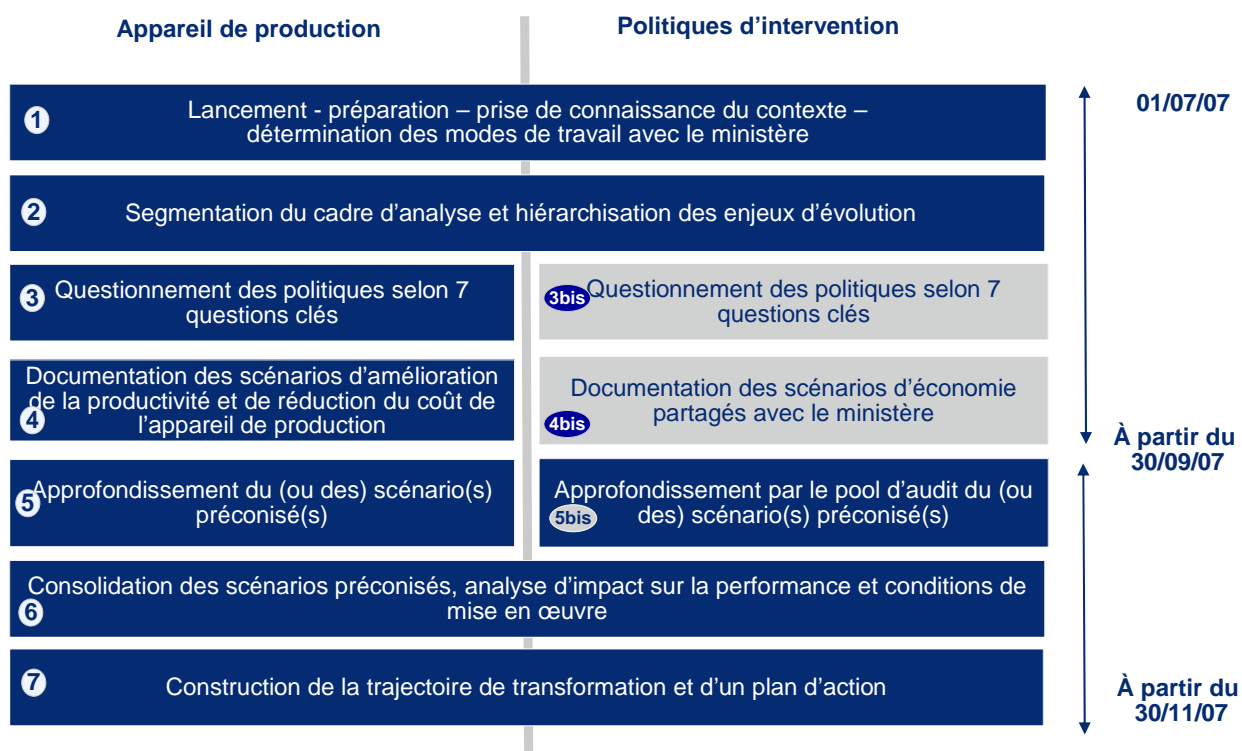 Appareil de production
Politiques d’intervention
1
Lancement - préparation – prise de connaissance du contexte –
détermination des modes de travail avec le ministère
01/07/07
2
Segmentation du cadre d’analyse et hiérarchisation des enjeux d’évolution
3
Questionnement des politiques selon 7
questions clés
3bis
Questionnement des politiques selon 7
questions clés
4
Documentation des scénarios d’amélioration
de la productivité et de réduction du coût de
l’appareil de production
4bis
Documentation des scénarios d’économie
partagés avec le ministère
À partir du
30/09/07
5
Approfondissement du (ou des) scénario(s)
préconisé(s)
5bis
Approfondissement par le pool d’audit du (ou
des) scénario(s) préconisé(s)
6
Consolidation des scénarios préconisés, analyse d’impact sur la performance et conditions de
mise en œuvre
7
Construction de la trajectoire de transformation et d’un plan d’action
À partir du
30/11/07